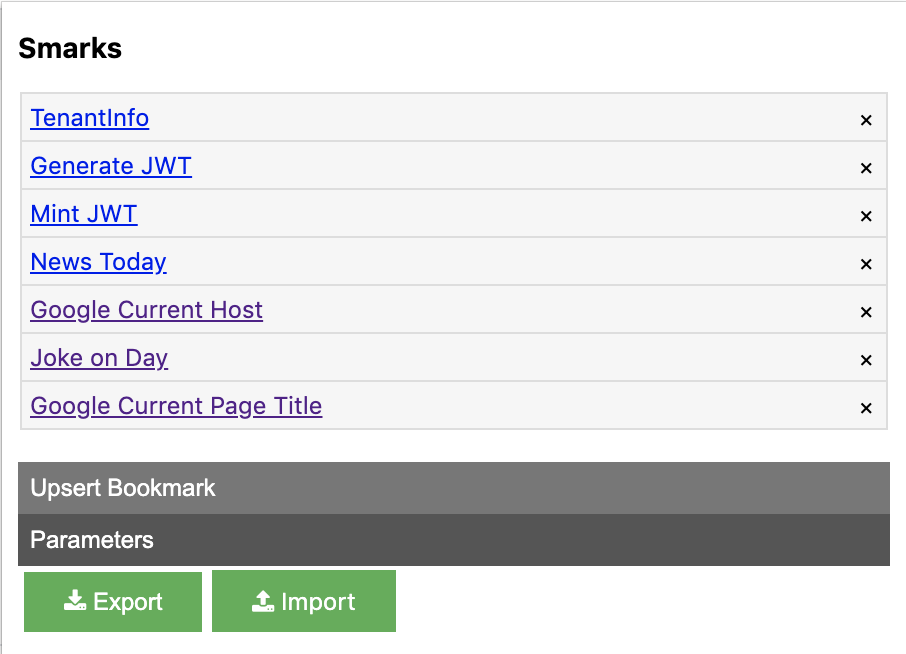 Smarks
TenantInfo ×
Generate JWT ×
Mint JWT ×
News Today ×
Google Current Host ×
Joke on Day ×
Google Current Page Title ×
Upsert Bookmark
Parameters
Export Import